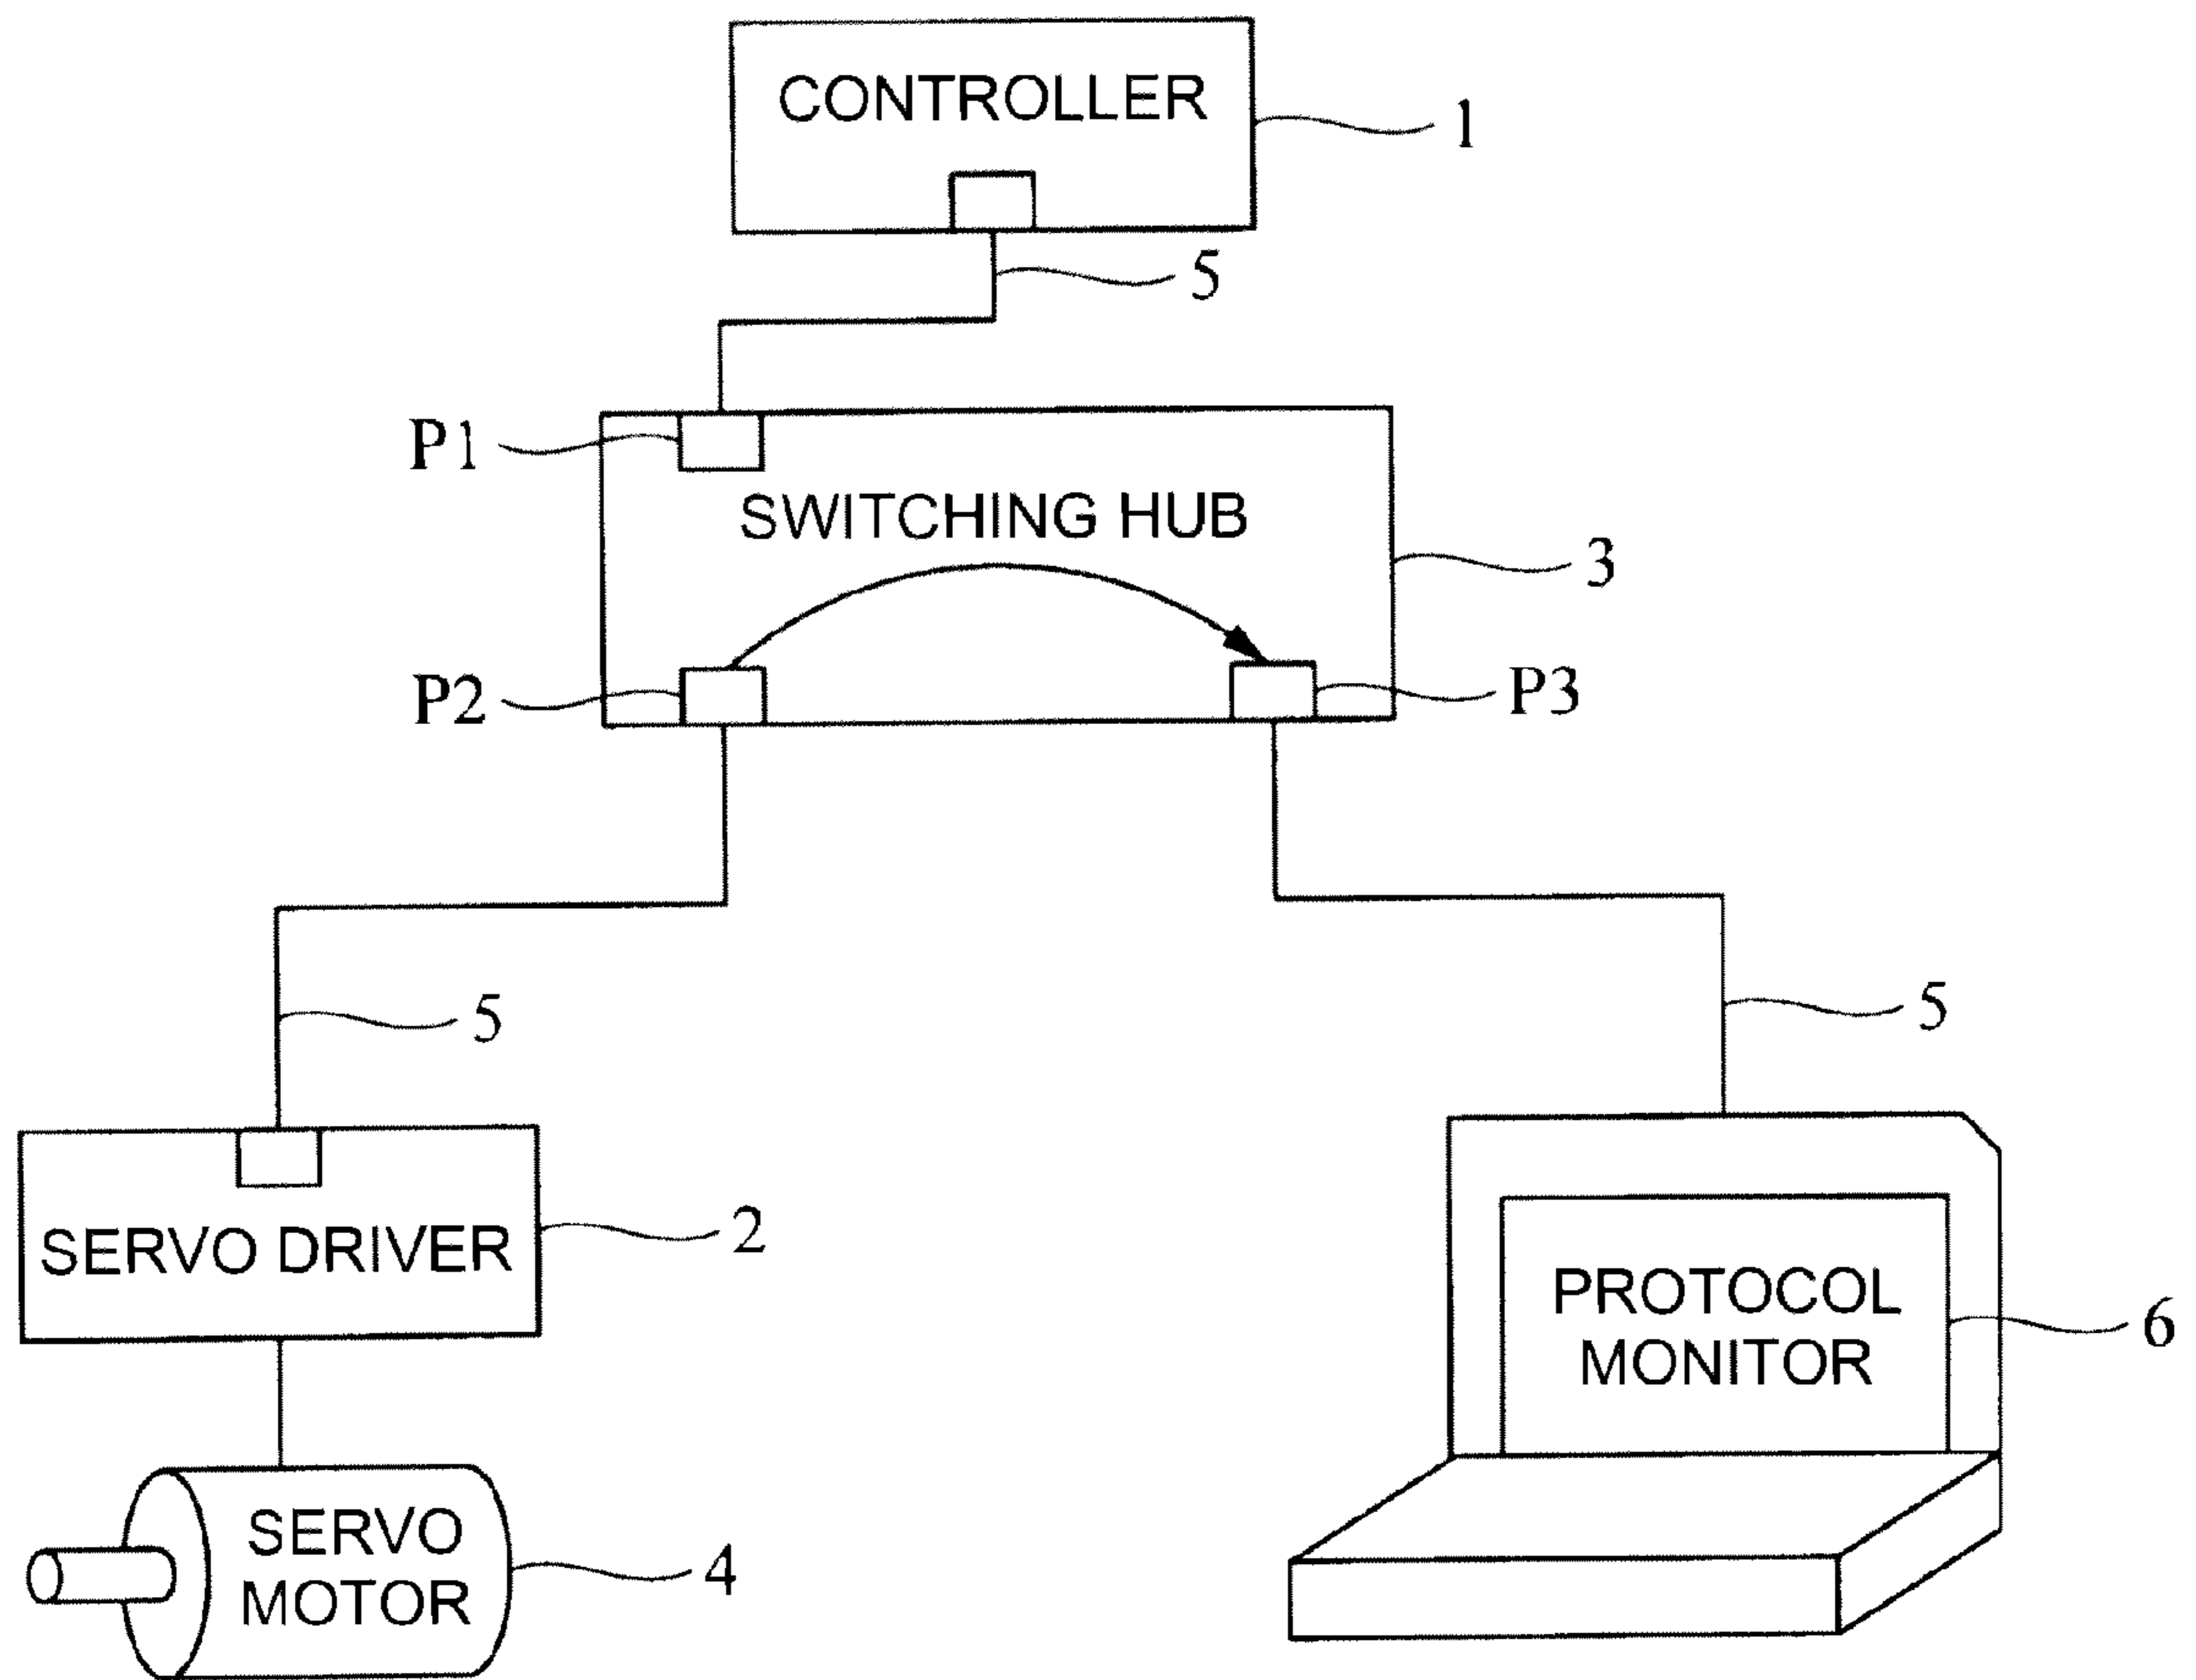 CONTROLLER
1
5
P1
SWITCHING HUB
3
P2
P3
5
5
SERVO DRIVER
2
PROTOCOL
MONITOR
6
SERVO
MOTOR
4